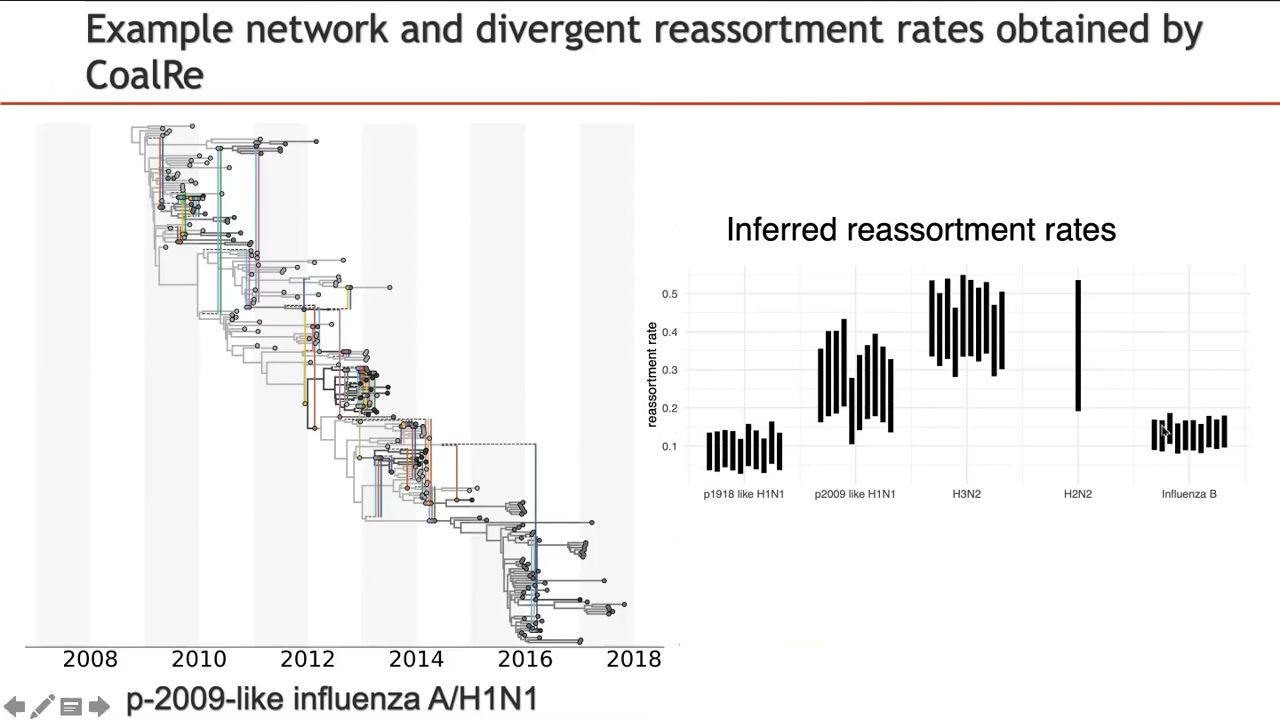 Example network and divergent reassortment rates obtained by
CoalRe
Inferred reassortment rates
reassortment rate
0.5
0.4
0.3
0.2
0.1
p1918 like H1N1 p2009 like H1N1 H3N2 H2N2 Influenza B
2008 2010 2012 2014 2016 2018
p-2009-like influenza A/H1N1